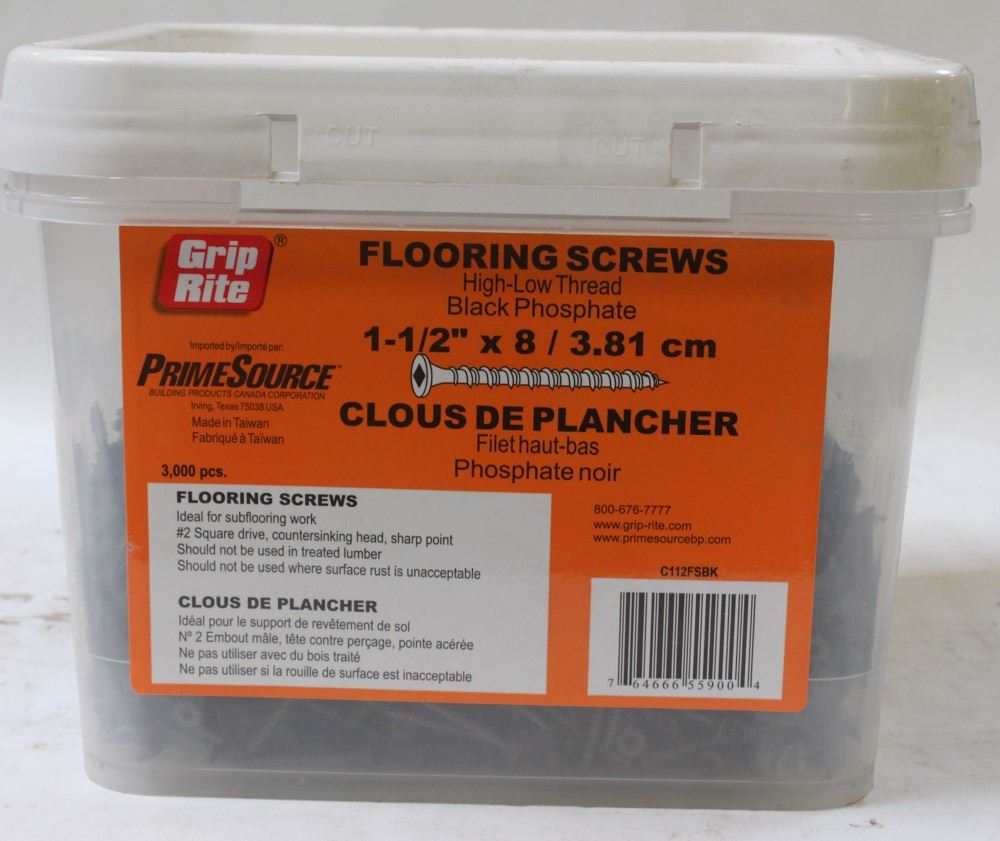 CUT
CUT
Grip
Rite
®
FLOORING SCREWS
High-Low Thread
Black Phosphate
1-1/2" x 8 / 3.81 cm
CLOUS DE PLANCHER
Filet haut-bas
Phosphate noir
Imported by/Importé par:
PRIMESOURCE
BUILDING PRODUCTS CANADA CORPORATION
Irving, Texas 75038 USA
Made in Taiwan
Fabriqué à Taïwan
3,000 pcs.
FLOORING SCREWS
Ideal for subflooring work
#2 Square drive, countersinking head, sharp point
Should not be used in treated lumber
Should not be used where surface rust is unacceptable
CLOUS DE PLANCHER
Idéal pour le support de revêtement de sol
Nº 2 Embout mâle, tête contre perçage, pointe acérée
Ne pas utiliser avec du bois traité
Ne pas utiliser si la rouille de surface est inacceptable
800-676-7777
www.grip-rite.com
www.primesourcebp.com
C112FSBK
7 64666 55900 4